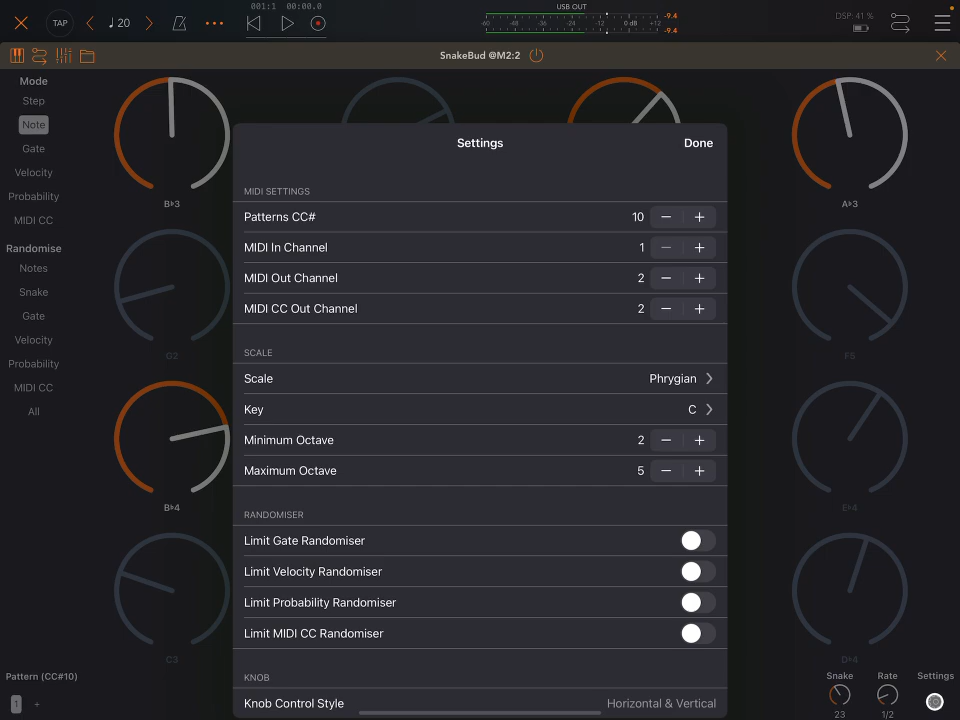 001:1 00:00.0
USB OUT
TAP
♩20
-60 -48 -36 -24 -12 0 dB +12
-9.4
-9.4
DSP: 41 %
SnakeBud @M2:2
Mode
Step
Note
Gate
Velocity
Probability
MIDI CC
Randomise
Notes
Snake
Gate
Velocity
Probability
MIDI CC
All
Pattern (CC#10)
1 +
B♭3
G2
B♭4
C3
Settings
Done
MIDI SETTINGS
Patterns CC# 10 − +
MIDI In Channel 1 − +
MIDI Out Channel 2 − +
MIDI CC Out Channel 2 − +
SCALE
Scale Phrygian
Key C
Minimum Octave 2 − +
Maximum Octave 5 − +
RANDOMISER
Limit Gate Randomiser
Limit Velocity Randomiser
Limit Probability Randomiser
Limit MIDI CC Randomiser
KNOB
Knob Control Style Horizontal & Vertical
A♭3
F5
E♭4
D♭4
Snake Rate Settings
23 1/2